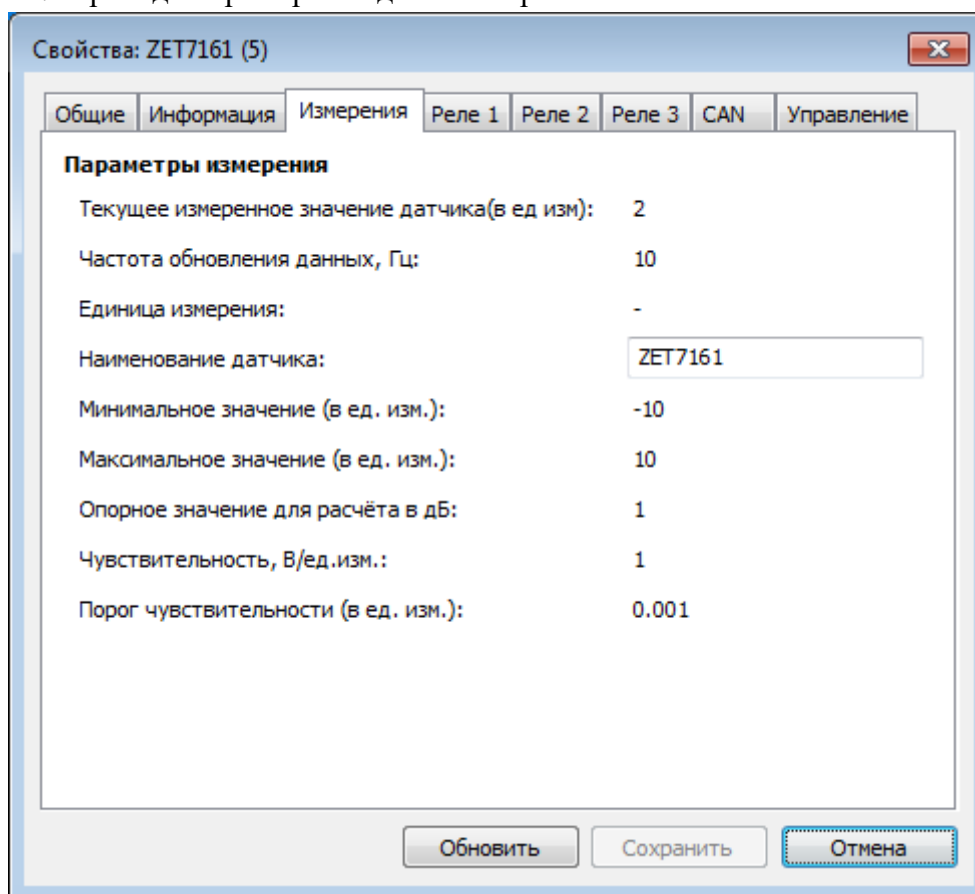 Свойства: ZET7161 (5)
Общие Информация Измерения Реле 1 Реле 2 Реле 3 CAN Управление
Параметры измерения
Текущее измеренное значение датчика(в ед изм): 2
Частота обновления данных, Гц: 10
Единица измерения: -
Наименование датчика: ZET7161
Минимальное значение (в ед. изм.): -10
Максимальное значение (в ед. изм.): 10
Опорное значение для расчёта в дБ: 1
Чувствительность, В/ед.изм.: 1
Порог чувствительности (в ед. изм.): 0.001
Обновить Сохранить Отмена